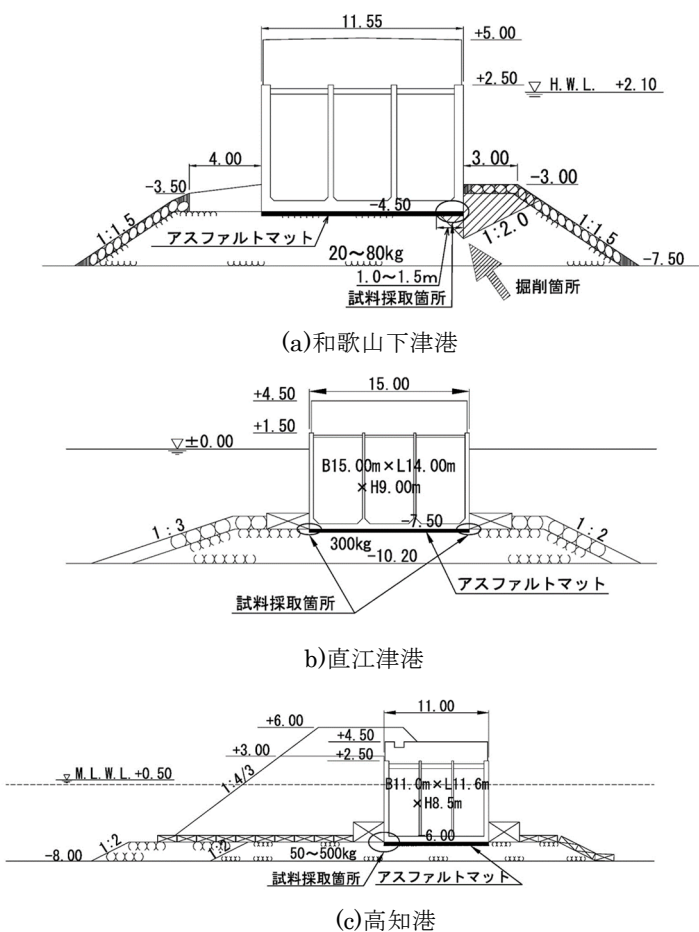 11.55
+5.00
+2.50
H.W.L. +2.10
4.00
3.00
-3.50
-3.00
-4.50
1:1.5
アスファルトマット
1:2.0
1:1.5
20～80kg
-7.50
1.0～1.5m
試料採取箇所
掘削箇所
(a)和歌山下津港
15.00
+4.50
+1.50
±0.00
B15.00m×L14.00m
×H9.00m
-7.50
1:3
1:2
300kg
-10.20
アスファルトマット
試料採取箇所
b)直江津港
11.00
+6.00
+4.50
+3.00
+2.50
M.L.W.L.+0.50
1:4/3
B11.0m×L11.6m
×H8.5m
-6.00
1:2
1:2
-8.00
50～500kg
試料採取箇所
アスファルトマット
(c)高知港